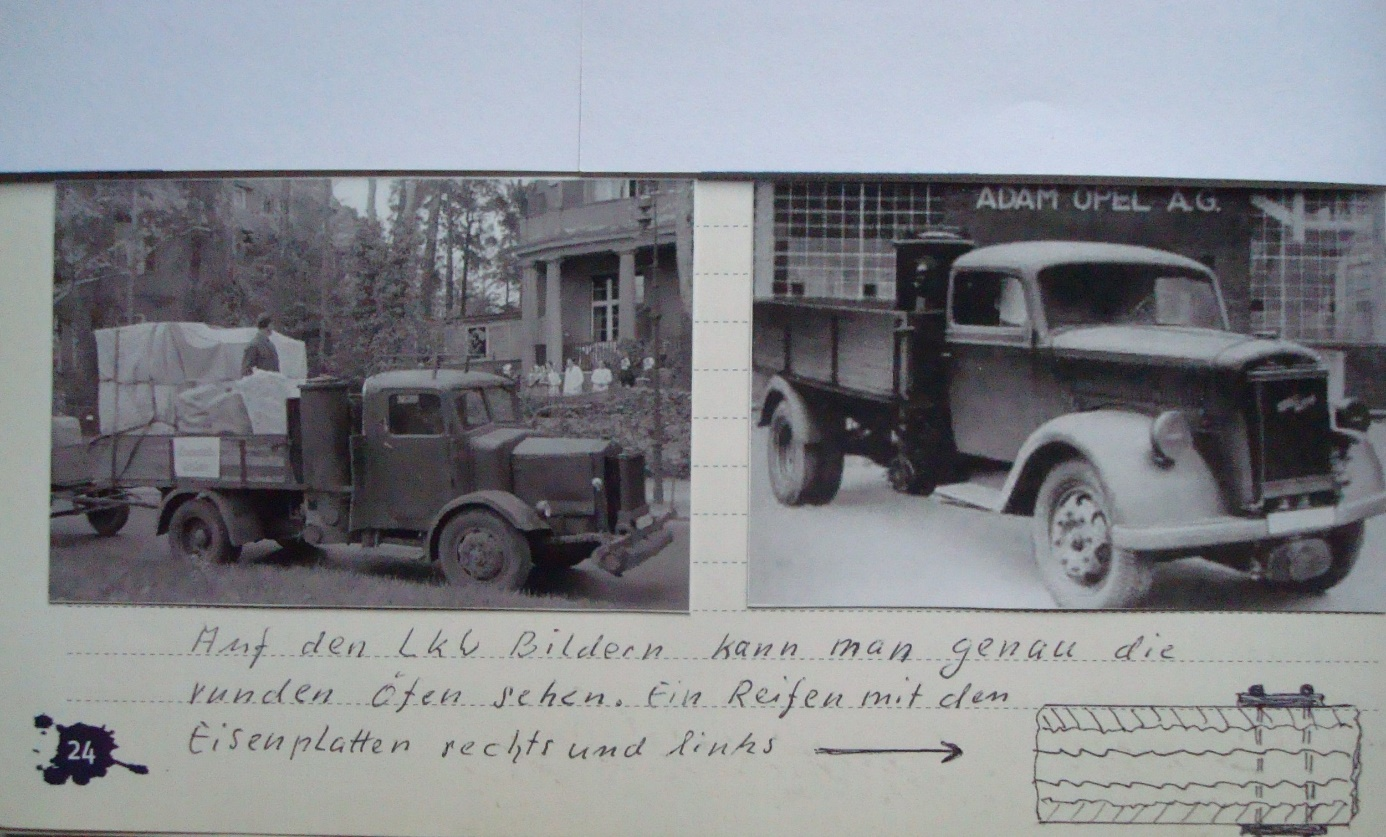 ADAM OPEL A.G.
Auf den LKW Bildern kann man genau die
runden Öfen sehen. Ein Reifen mit den
Eisenplatten rechts und links
24